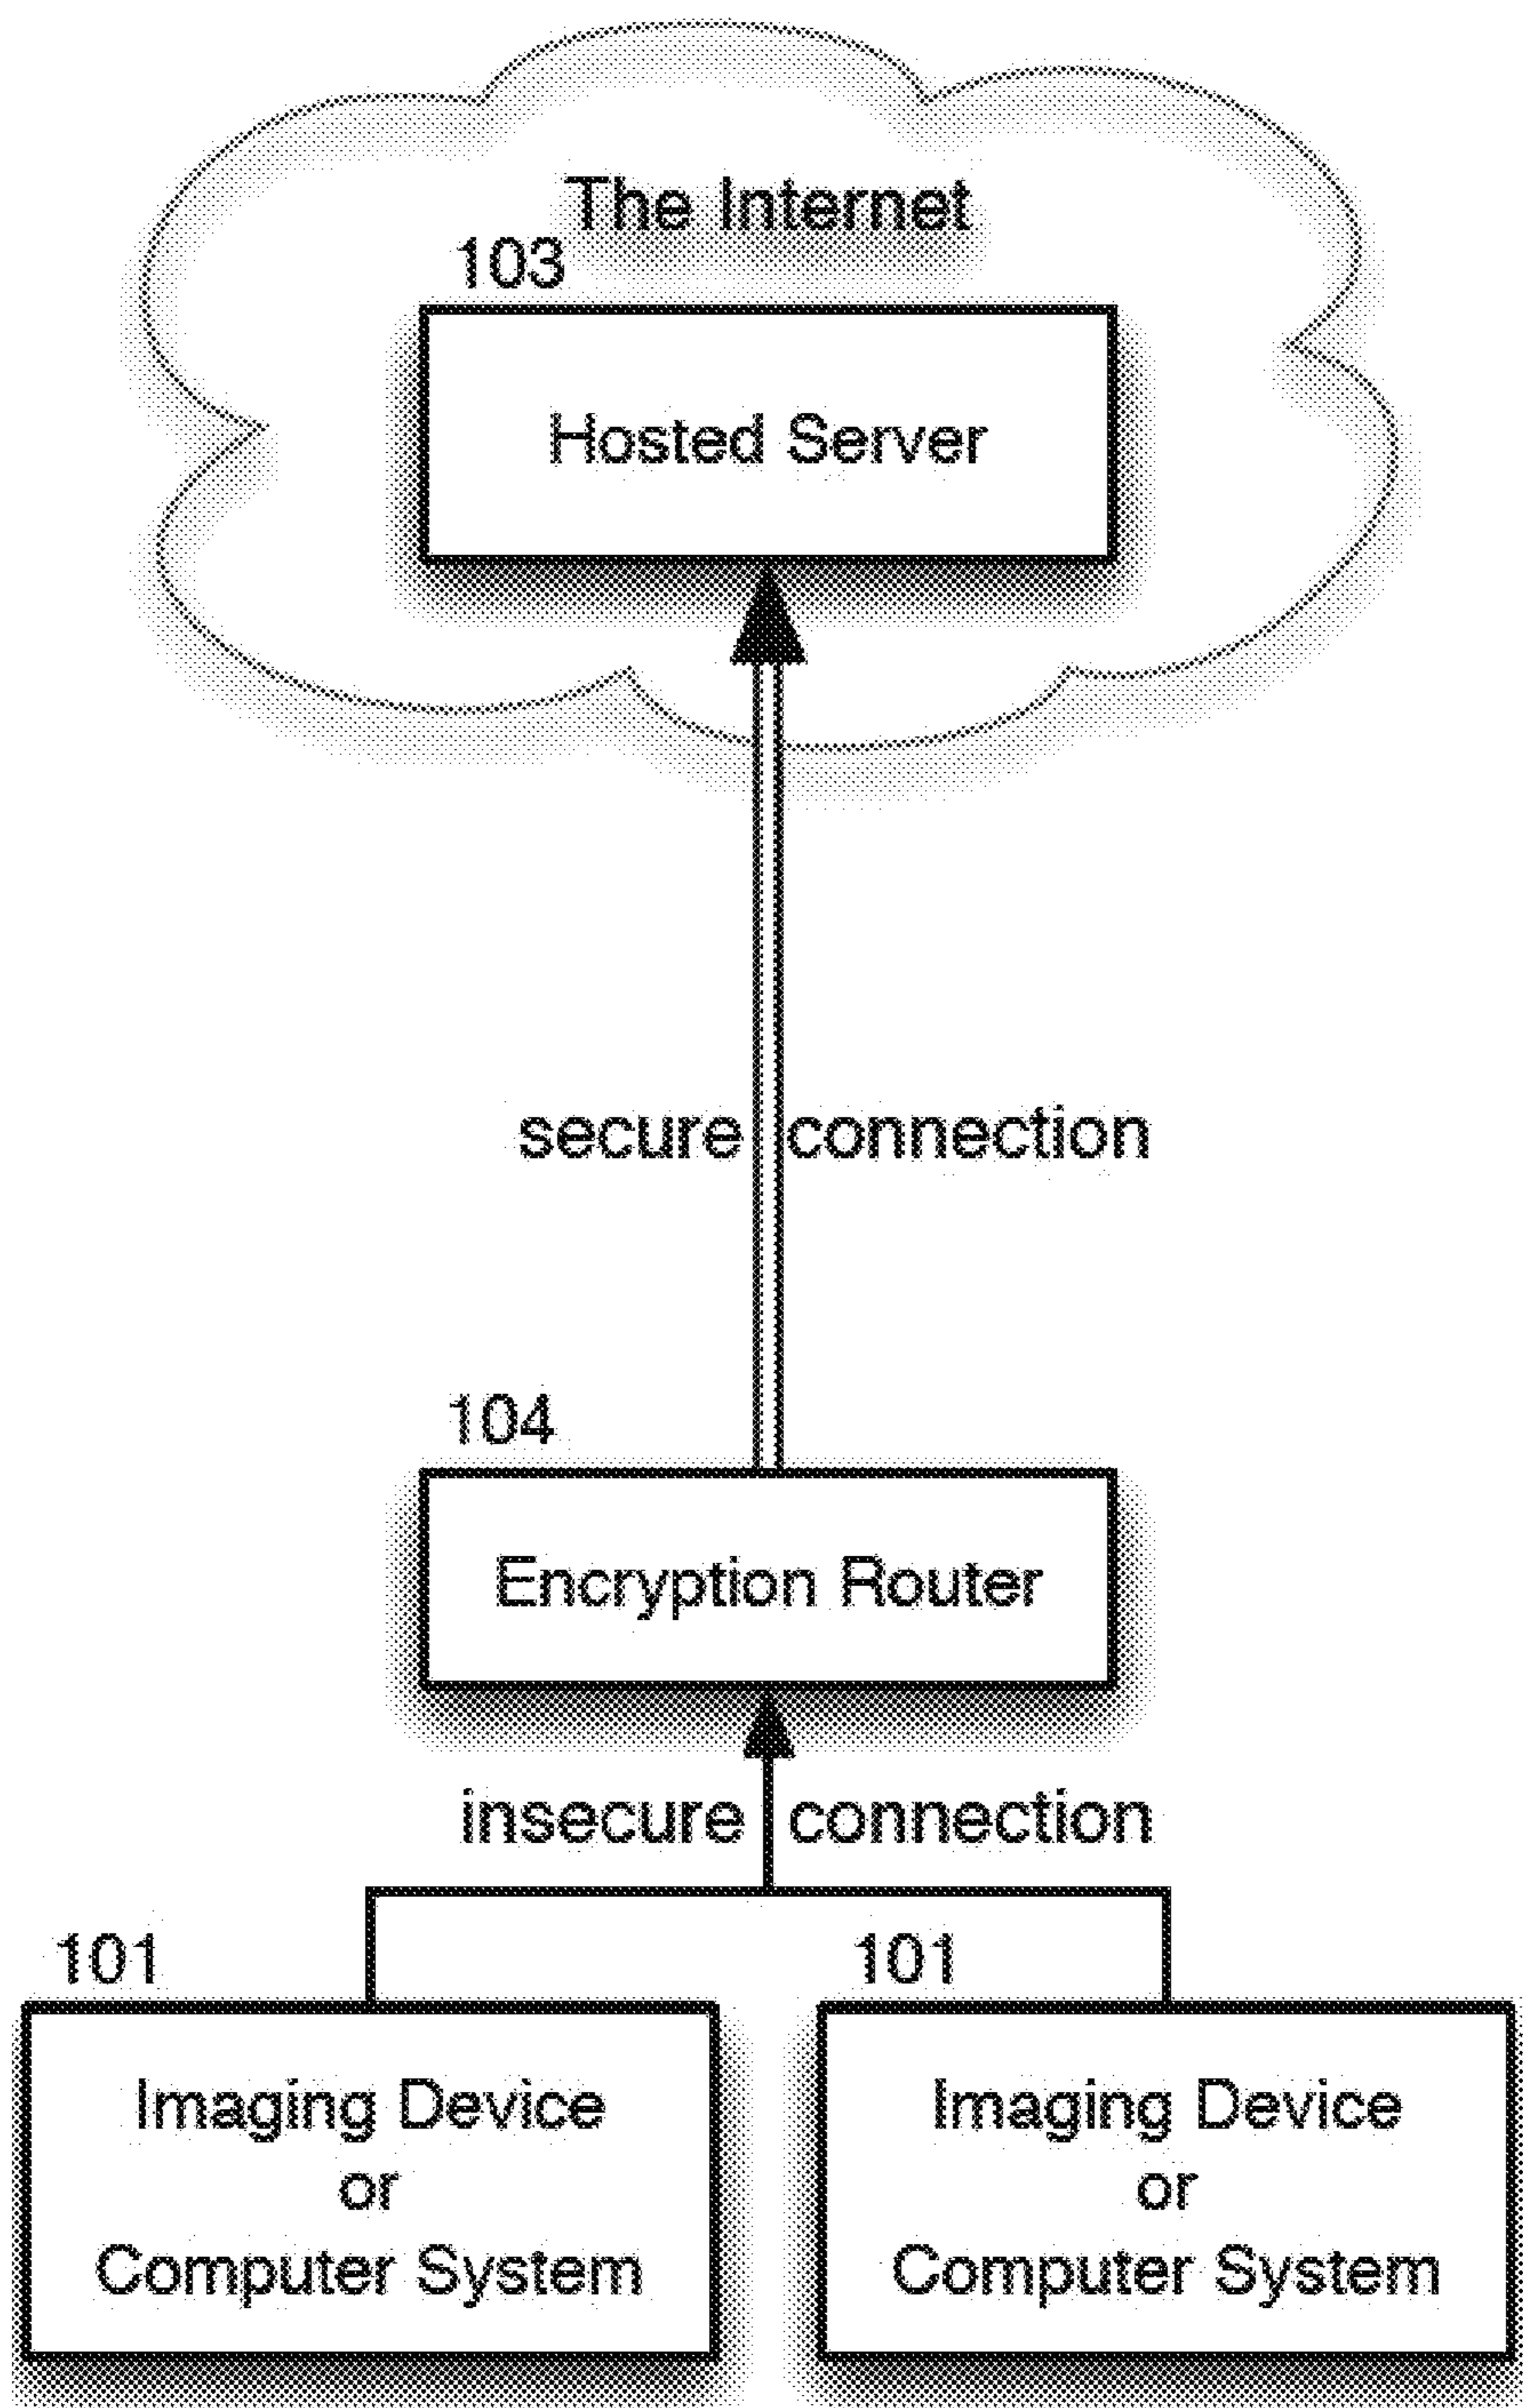 The Internet
103
Hosted Server
secure connection
104
Encryption Router
insecure connection
101
Imaging Device
or
Computer System
101
Imaging Device
or
Computer System